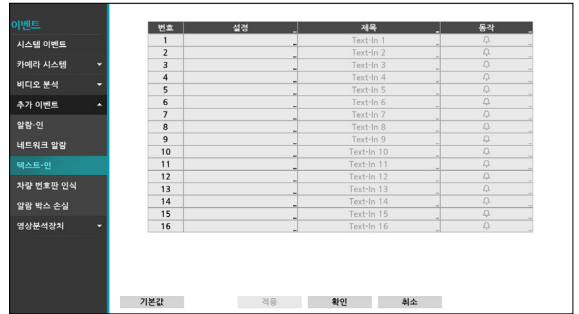 이벤트
시스템 이벤트
카메라 시스템
비디오 분석
추가 이벤트
알람-인
네트워크 알람
텍스트-인
차량 번호판 인식
알람 박스 손실
영상분석장치
번호 설정 제목 동작
1 Text-In 1
2 Text-In 2
3 Text-In 3
4 Text-In 4
5 Text-In 5
6 Text-In 6
7 Text-In 7
8 Text-In 8
9 Text-In 9
10 Text-In 10
11 Text-In 11
12 Text-In 12
13 Text-In 13
14 Text-In 14
15 Text-In 15
16 Text-In 16
기본값 적용 확인 취소